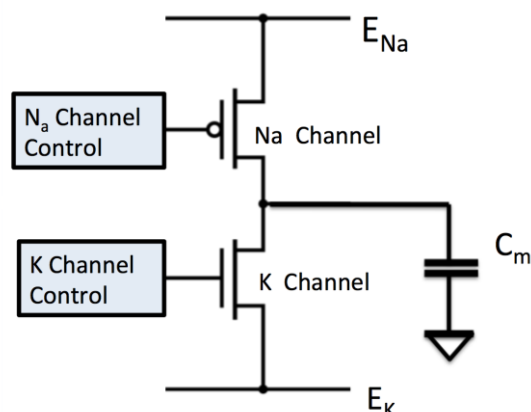 E_Na
N_a Channel
Control
Na Channel
K Channel
Control
K Channel
C_m
E_K